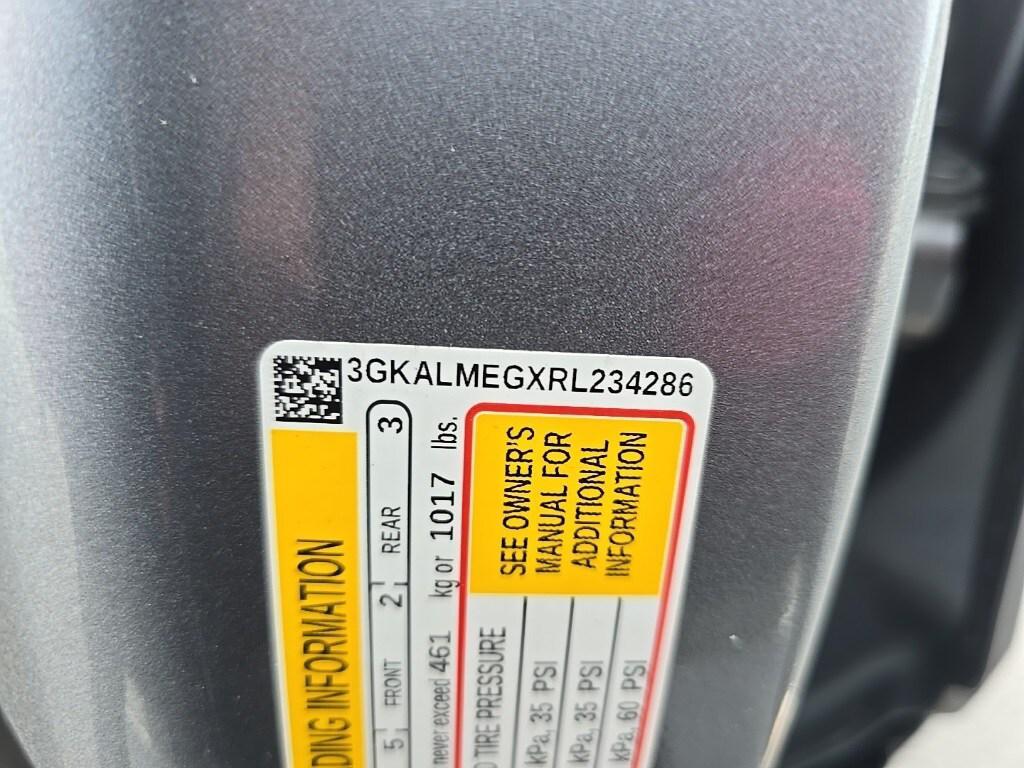 3GKALMEGXRL234286
DING INFORMATION
5 FRONT 2 REAR 3
never exceed 461 kg or 1017 lbs.
TIRE PRESSURE
SEE OWNER'S
MANUAL FOR
ADDITIONAL
INFORMATION
kPa, 35 PSI
kPa, 35 PSI
kPa, 60 PSI